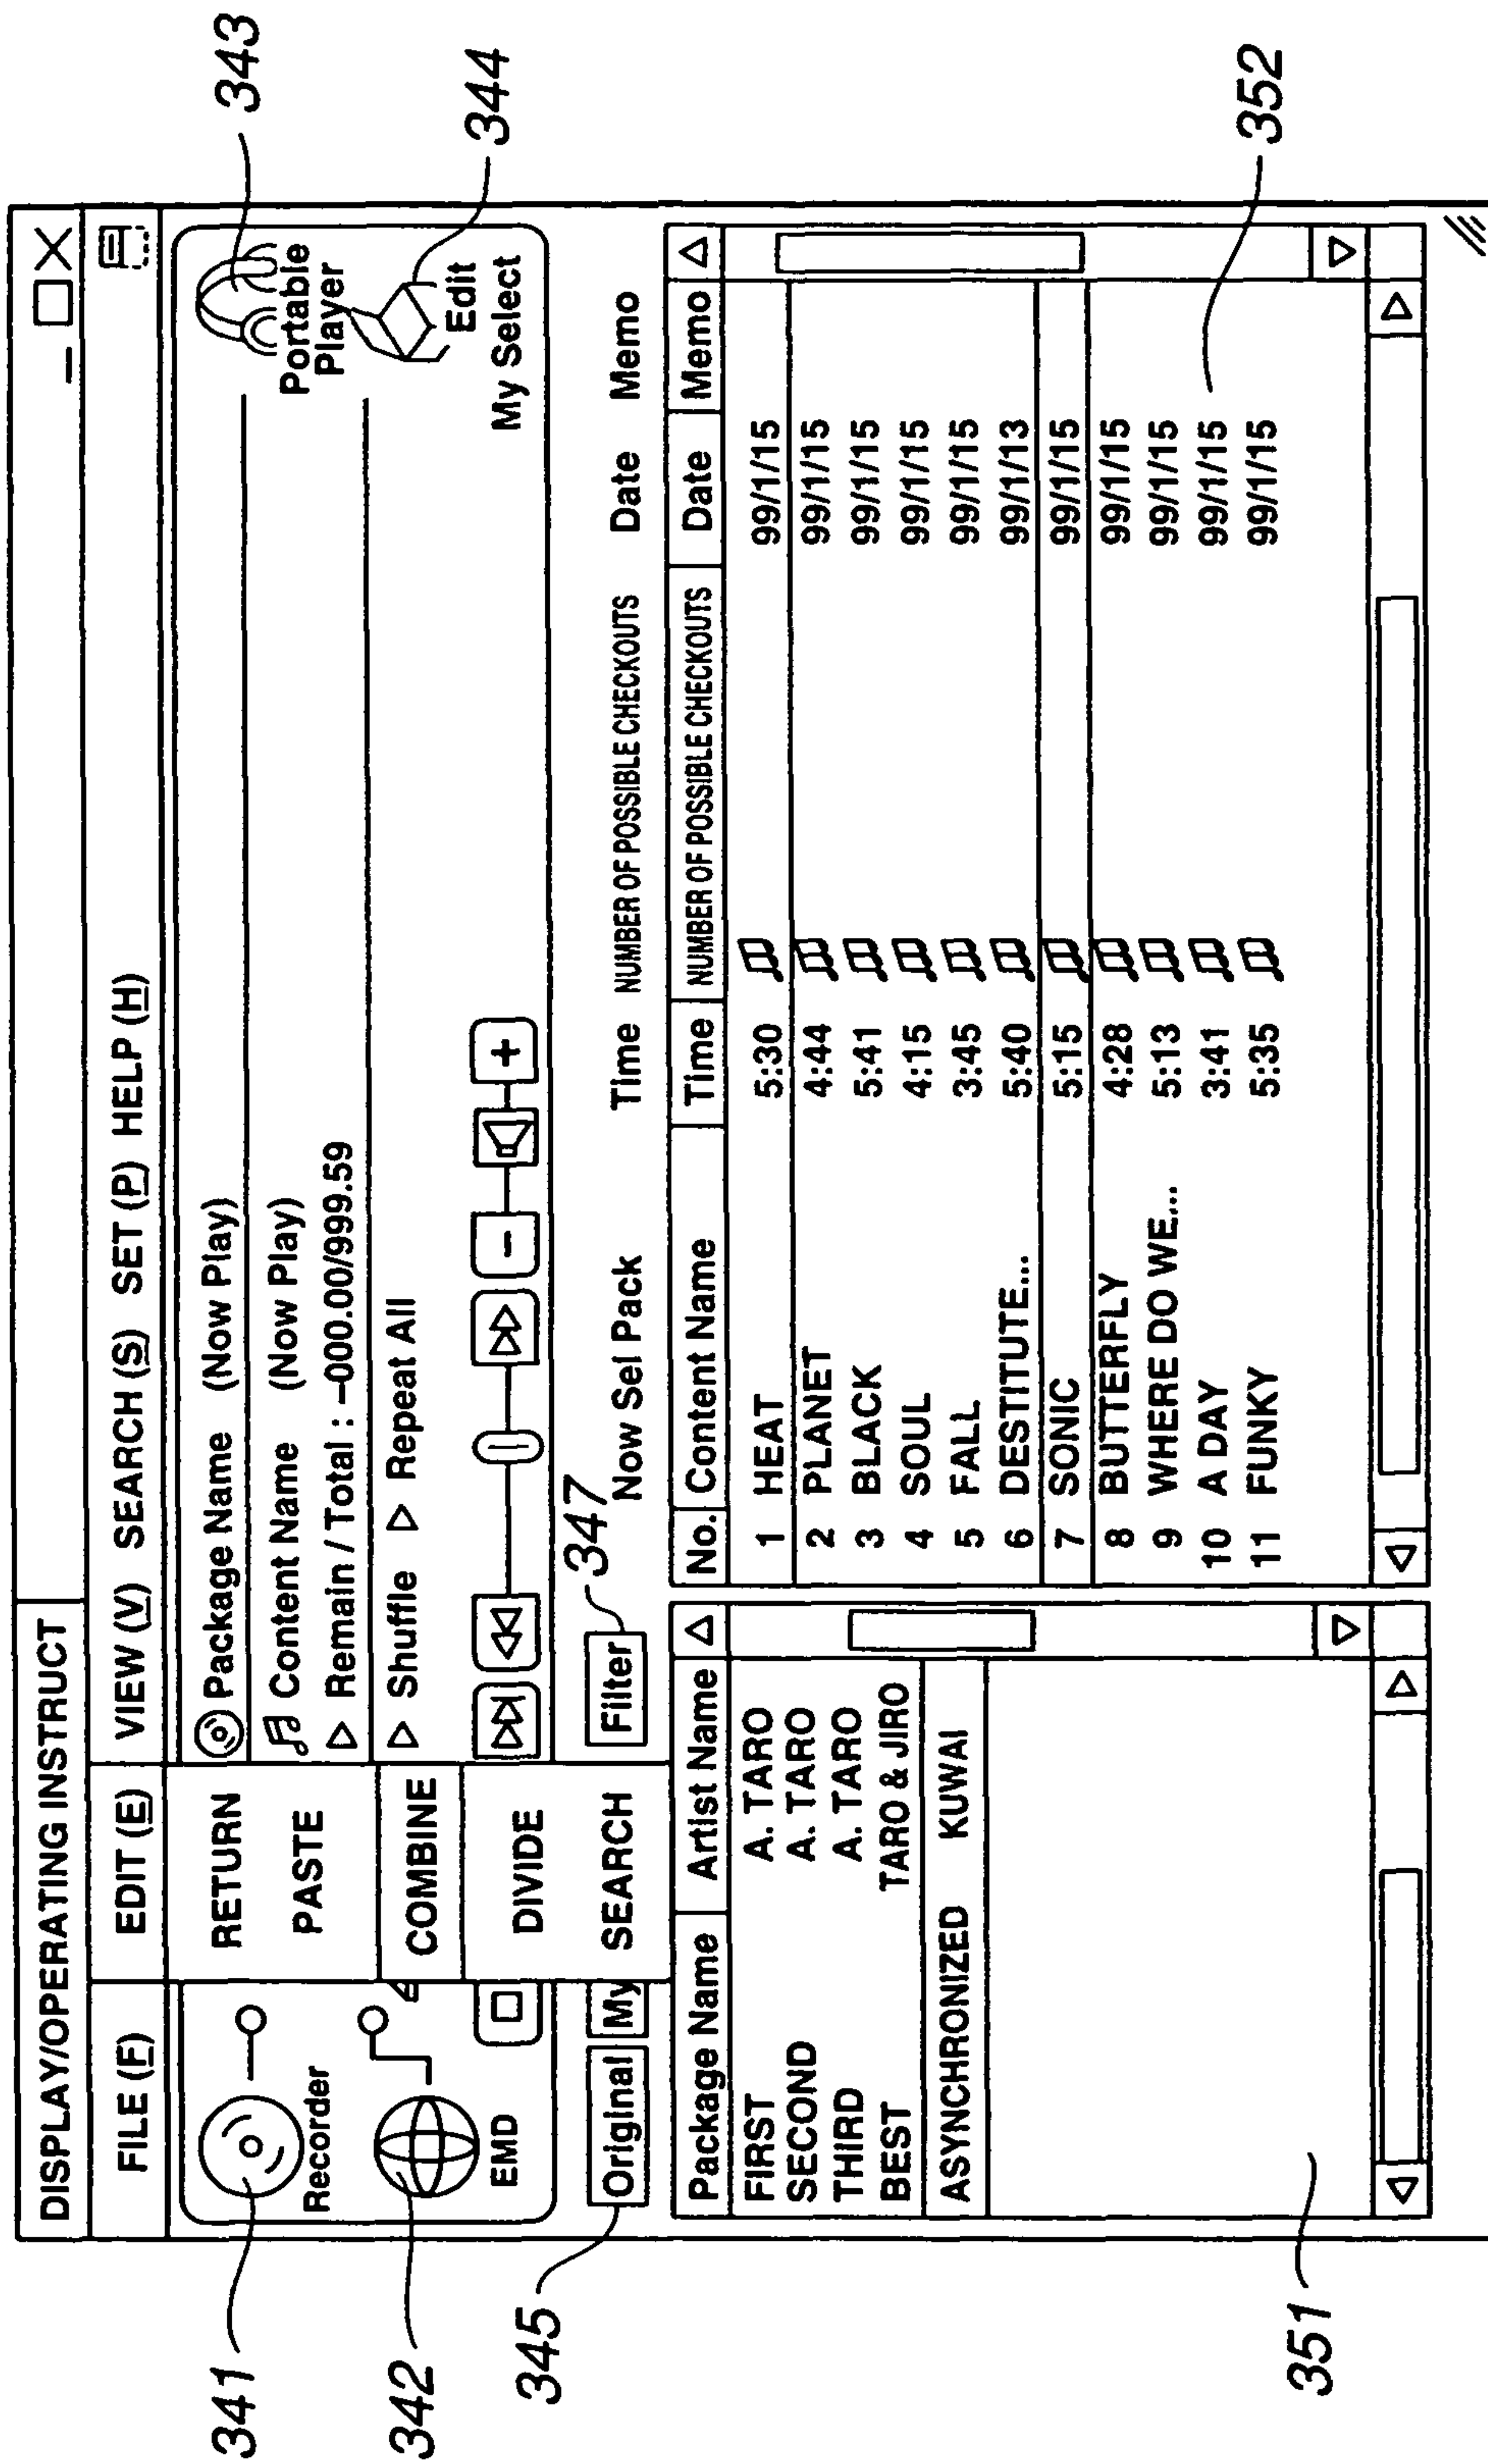 DISPLAY/OPERATING INSTRUCT
FILE (F) EDIT (E) VIEW (V) SEARCH (S) SET (P) HELP (H)
RETURN
PASTE
COMBINE
DIVIDE
SEARCH
341
Recorder
342
EMD
Package Name (Now Play)
Content Name (Now Play)
Remain / Total : –000.00/999.59
Shuffle Repeat All
- +
343
Portable
Player
344
Edit
My Select
345
Original My
Filter 347
Now Sel Pack Time NUMBER OF POSSIBLE CHECKOUTS Date Memo
Package Name Artist Name
FIRST A. TARO
SECOND A. TARO
THIRD A. TARO
BEST TARO & JIRO
ASYNCHRONIZED KUWAI
351
No. Content Name Time NUMBER OF POSSIBLE CHECKOUTS Date Memo
1 HEAT 5:30 99/1/15
2 PLANET 4:44 99/1/15
3 BLACK 5:41 99/1/15
4 SOUL 4:15 99/1/15
5 FALL 3:45 99/1/15
6 DESTITUTE... 5:40 99/1/13
7 SONIC 5:15 99/1/15
8 BUTTERFLY 4:28 99/1/15
9 WHERE DO WE... 5:13 99/1/15
10 A DAY 3:41 99/1/15
11 FUNKY 5:35 99/1/15
352